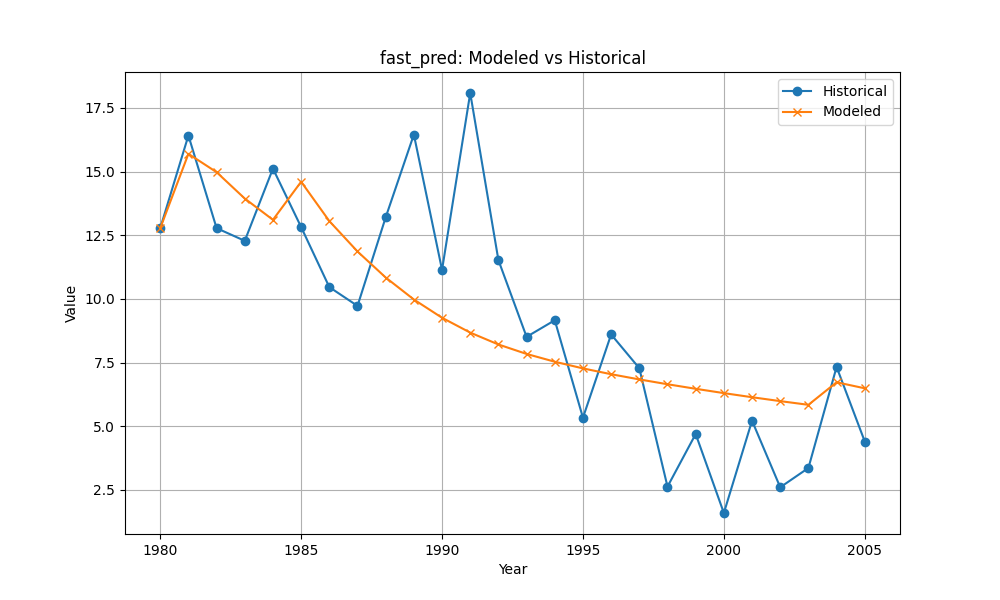 fast_pred: Modeled vs Historical
Historical
Modeled
Value
17.5
15.0
12.5
10.0
7.5
5.0
2.5
1980
1985
1990
1995
2000
2005
Year